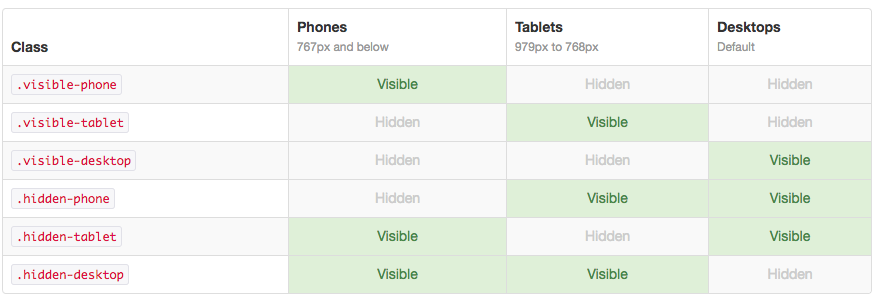 Class Phones Tablets Desktops
767px and below 979px to 768px Default
.visible-phone Visible Hidden Hidden
.visible-tablet Hidden Visible Hidden
.visible-desktop Hidden Hidden Visible
.hidden-phone Hidden Visible Visible
.hidden-tablet Visible Hidden Visible
.hidden-desktop Visible Visible Hidden